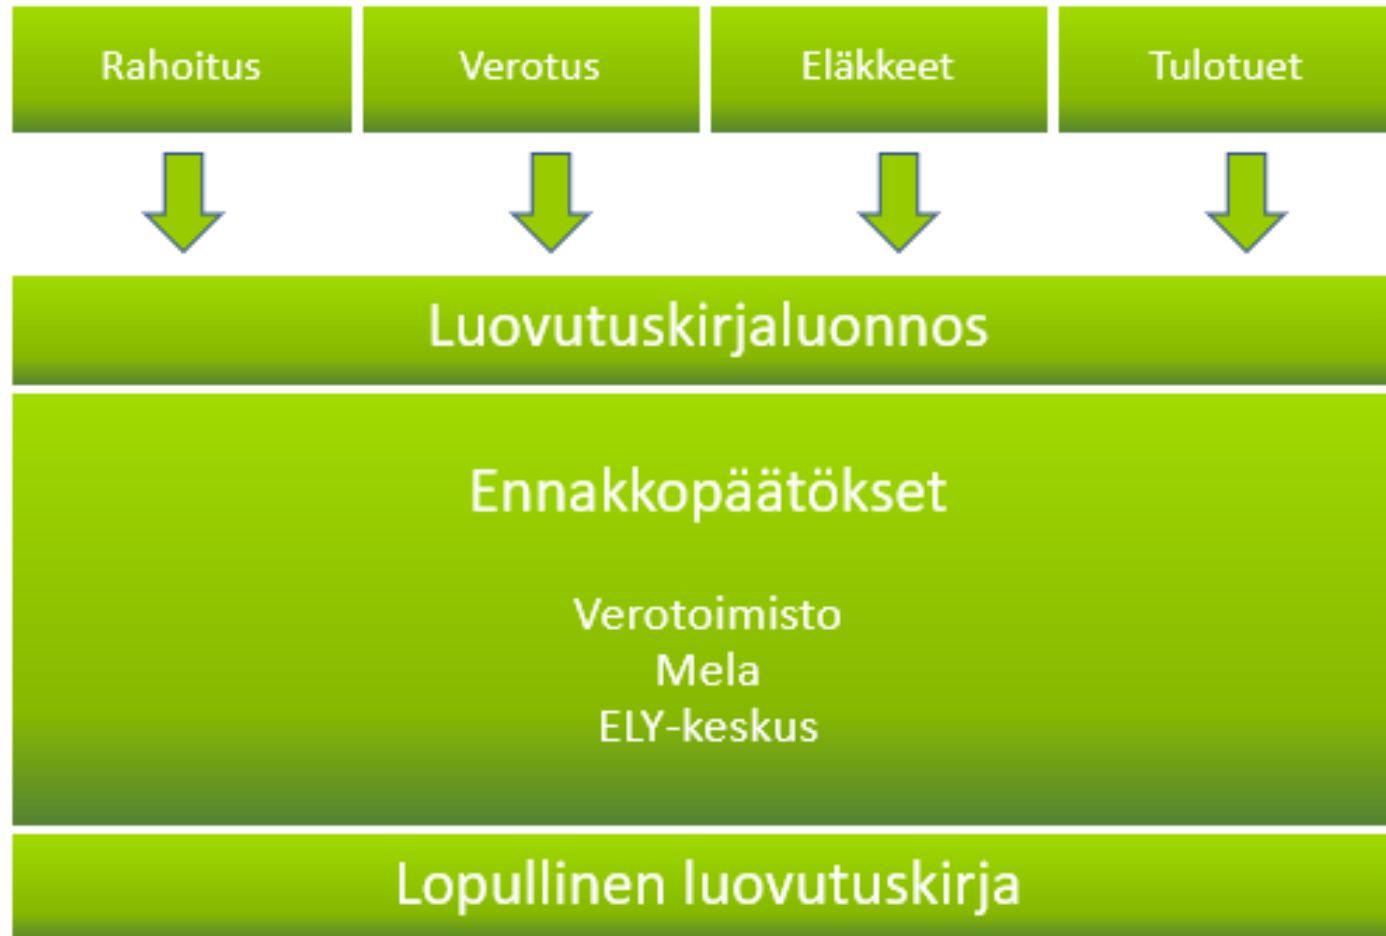 Rahoitus
Verotus
Eläkkeet
Tulotuet
Luovutuskirjaluonnos
Ennakkopäätökset
Verotoimisto
Mela
ELY-keskus
Lopullinen luovutuskirja